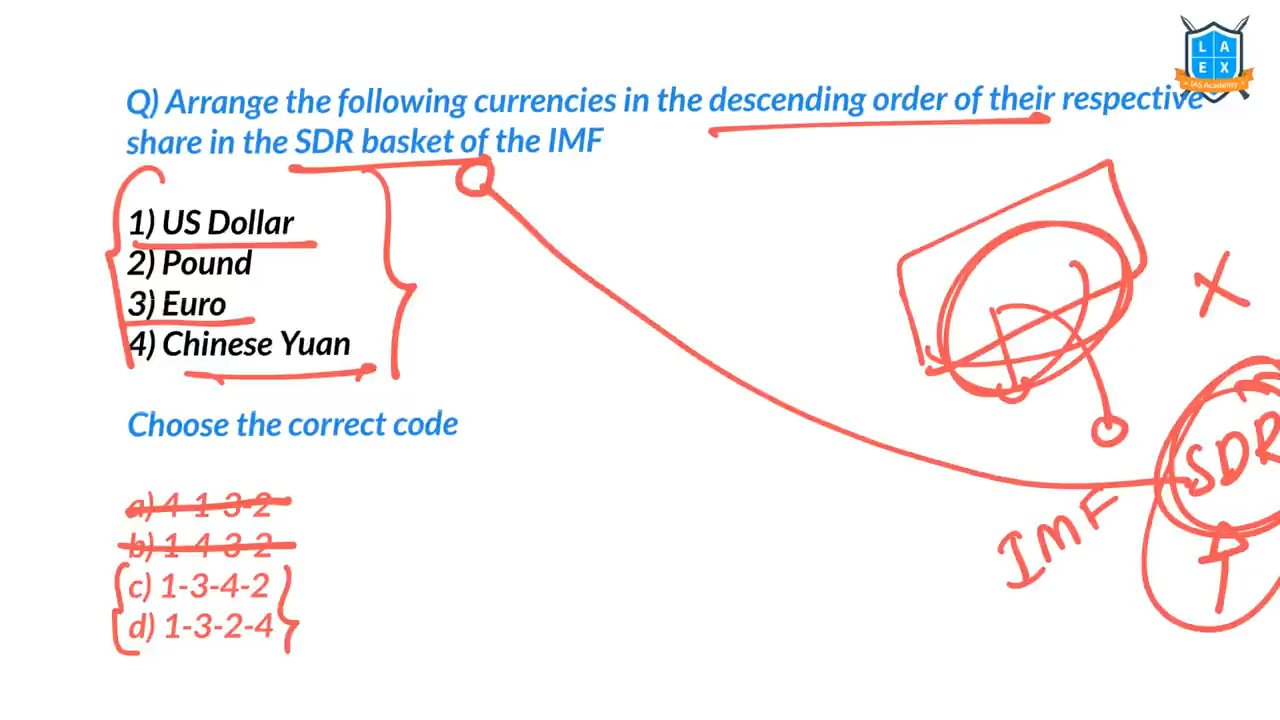 Q) Arrange the following currencies in the descending order of their respective
share in the SDR basket of the IMF
1) US Dollar
2) Pound
3) Euro
4) Chinese Yuan
Choose the correct code
a) 4-1-3-2
b) 1-4-3-2
c) 1-3-4-2
d) 1-3-2-4
X
SDR
IMF
L A
E X
IAS Academy